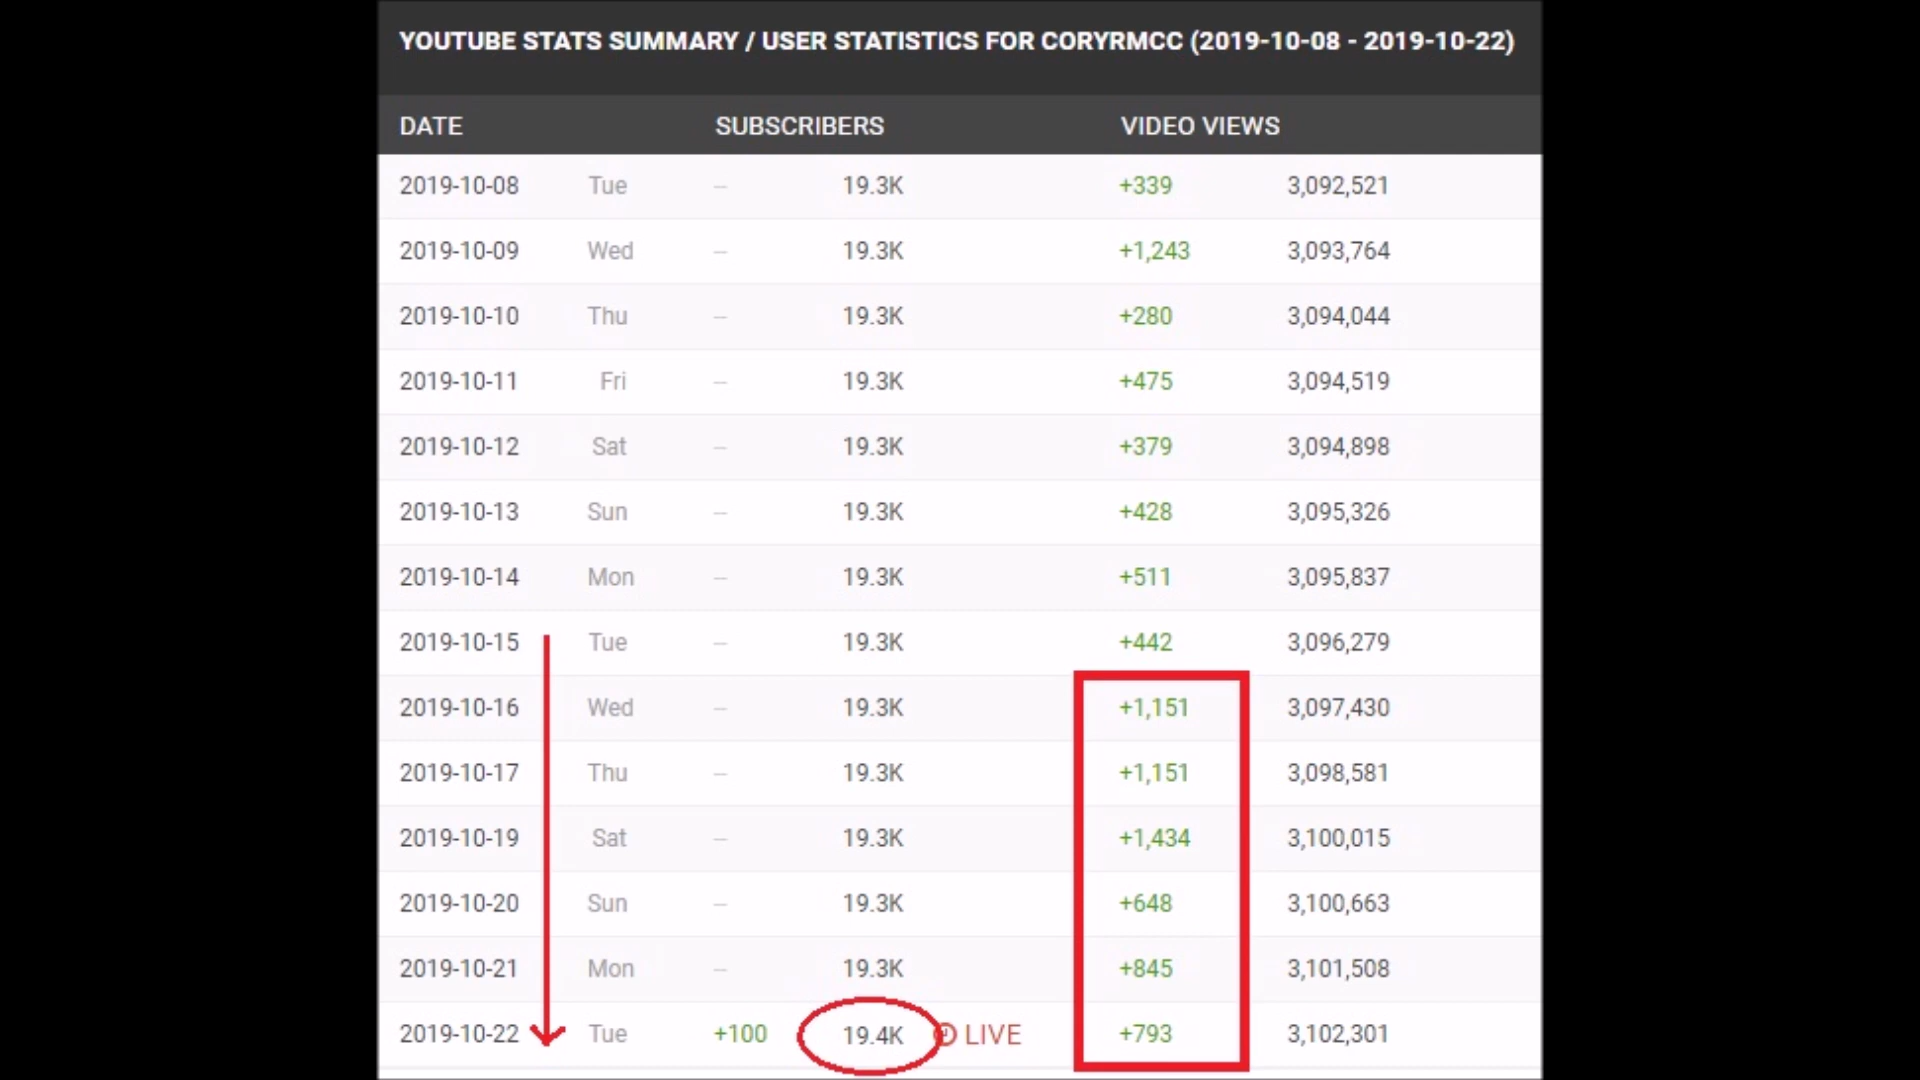 YOUTUBE STATS SUMMARY / USER STATISTICS FOR CORYRMCC (2019-10-08 - 2019-10-22)
DATE SUBSCRIBERS VIDEO VIEWS
2019-10-08 Tue -- 19.3K +339 3,092,521
2019-10-09 Wed -- 19.3K +1,243 3,093,764
2019-10-10 Thu -- 19.3K +280 3,094,044
2019-10-11 Fri -- 19.3K +475 3,094,519
2019-10-12 Sat -- 19.3K +379 3,094,898
2019-10-13 Sun -- 19.3K +428 3,095,326
2019-10-14 Mon -- 19.3K +511 3,095,837
2019-10-15 Tue -- 19.3K +442 3,096,279
2019-10-16 Wed -- 19.3K +1,151 3,097,430
2019-10-17 Thu -- 19.3K +1,151 3,098,581
2019-10-19 Sat -- 19.3K +1,434 3,100,015
2019-10-20 Sun -- 19.3K +648 3,100,663
2019-10-21 Mon -- 19.3K +845 3,101,508
2019-10-22 Tue +100 19.4K LIVE +793 3,102,301